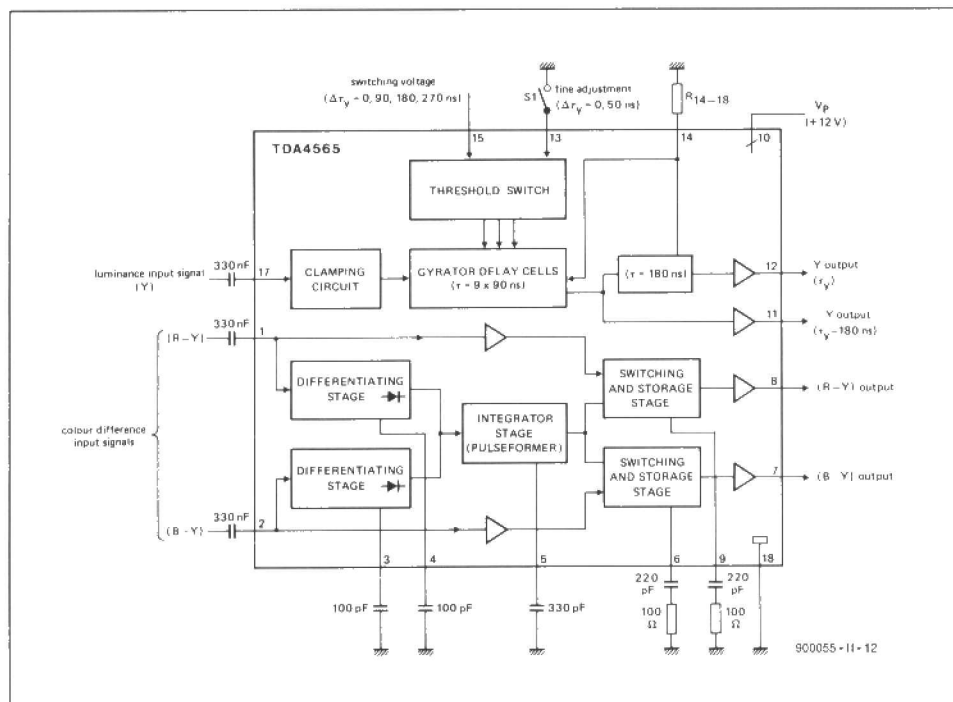 switching voltage
(Δτy = 0, 90, 180, 270 ns)
S1
fine adjustment
(Δτy = 0, 50 ns)
R14-18
Vp
(+12 V)
15
13
14
10
TDA4565
THRESHOLD SWITCH
luminance input signal
(Y)
330 nF
17
CLAMPING
CIRCUIT
GYRATOR DELAY CELLS
(τ = 9 x 90 ns)
(τ = 180 ns)
12
Y output
(τy)
11
Y output
(τy-180 ns)
330 nF
(R-Y)
1
DIFFERENTIATING
STAGE
SWITCHING
AND STORAGE
STAGE
8
(R-Y) output
colour difference
input signals
INTEGRATOR
STAGE
(PULSEFORMER)
DIFFERENTIATING
STAGE
SWITCHING
AND STORAGE
STAGE
7
(B Y) output
330 nF
(B-Y)
2
3
4
5
6
9
18
100 pF
100 pF
330 pF
220
pF
220
pF
100
Ω
100
Ω
900055-11-12